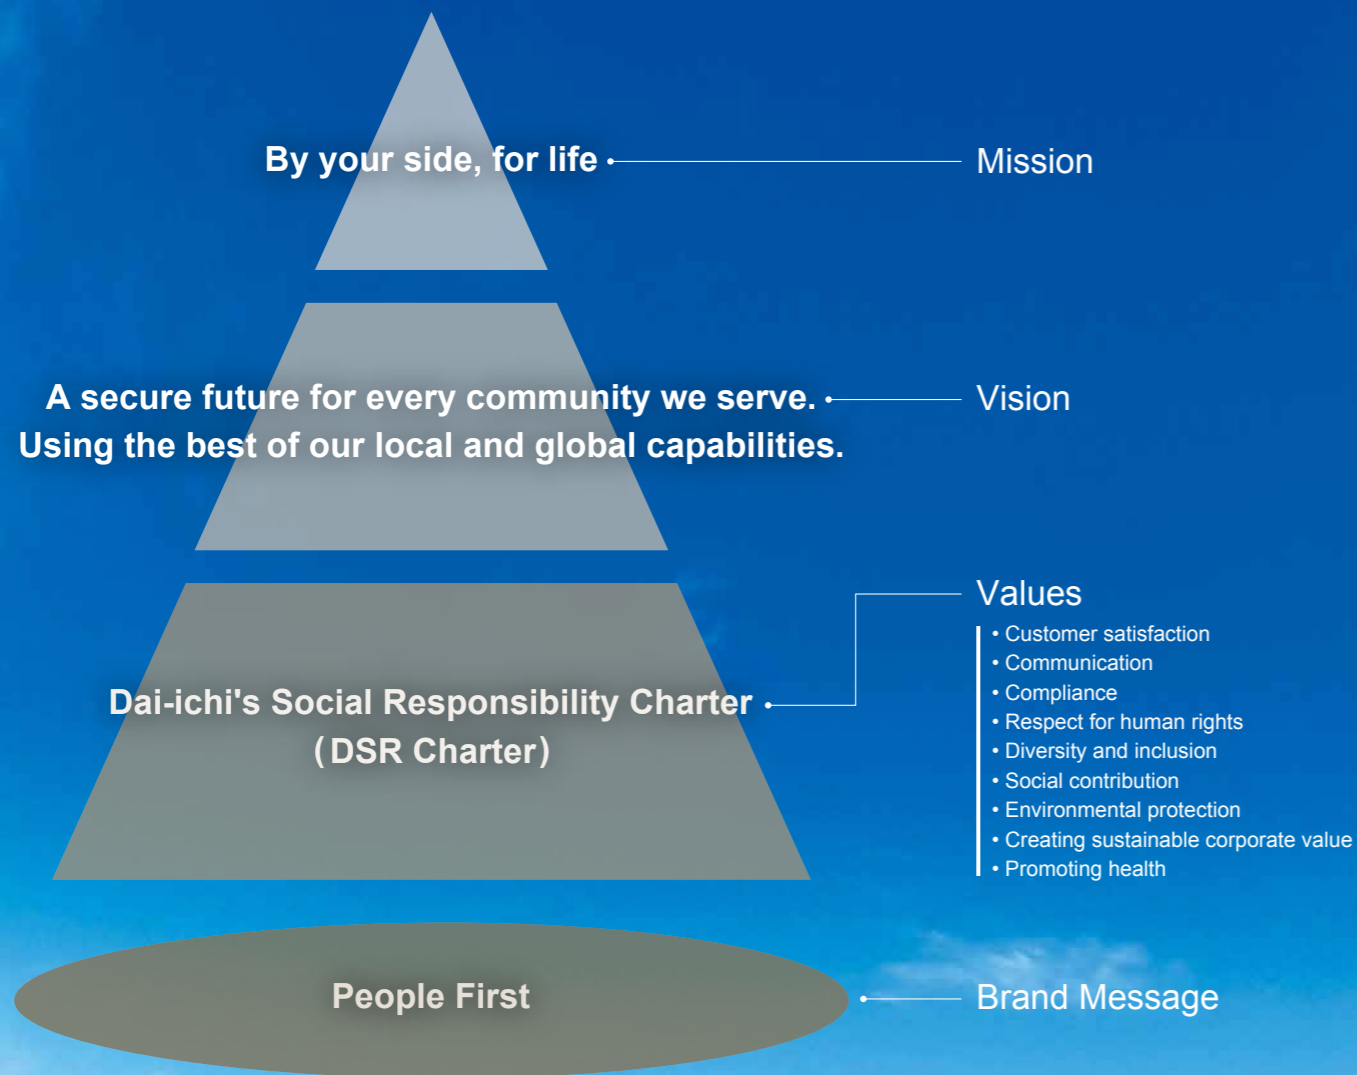 By your side, for life
Mission
A secure future for every community we serve.
Using the best of our local and global capabilities.
Vision
Dai-ichi's Social Responsibility Charter
(DSR Charter)
Values
• Customer satisfaction
• Communication
• Compliance
• Respect for human rights
• Diversity and inclusion
• Social contribution
• Environmental protection
• Creating sustainable corporate value
• Promoting health
People First
Brand Message